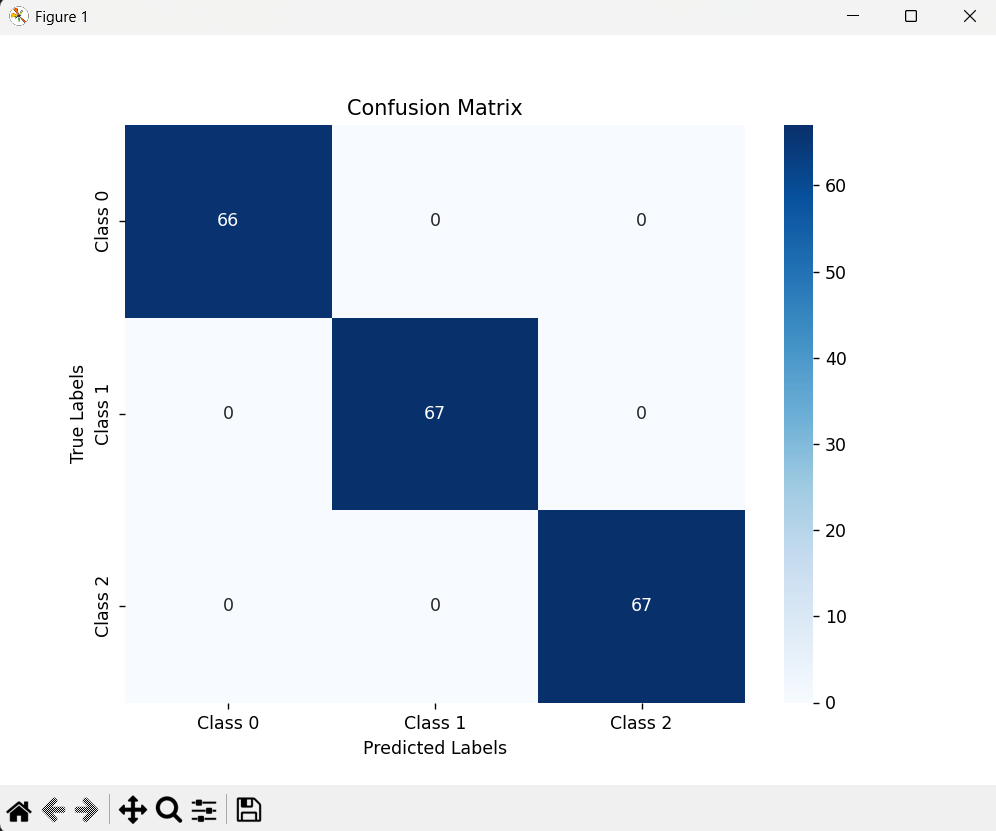 Figure 1
Confusion Matrix
Class 0
66
0
0
60
50
True Labels
Class 1
0
67
0
40
30
20
Class 2
0
0
67
10
0
Class 0
Class 1
Class 2
Predicted Labels